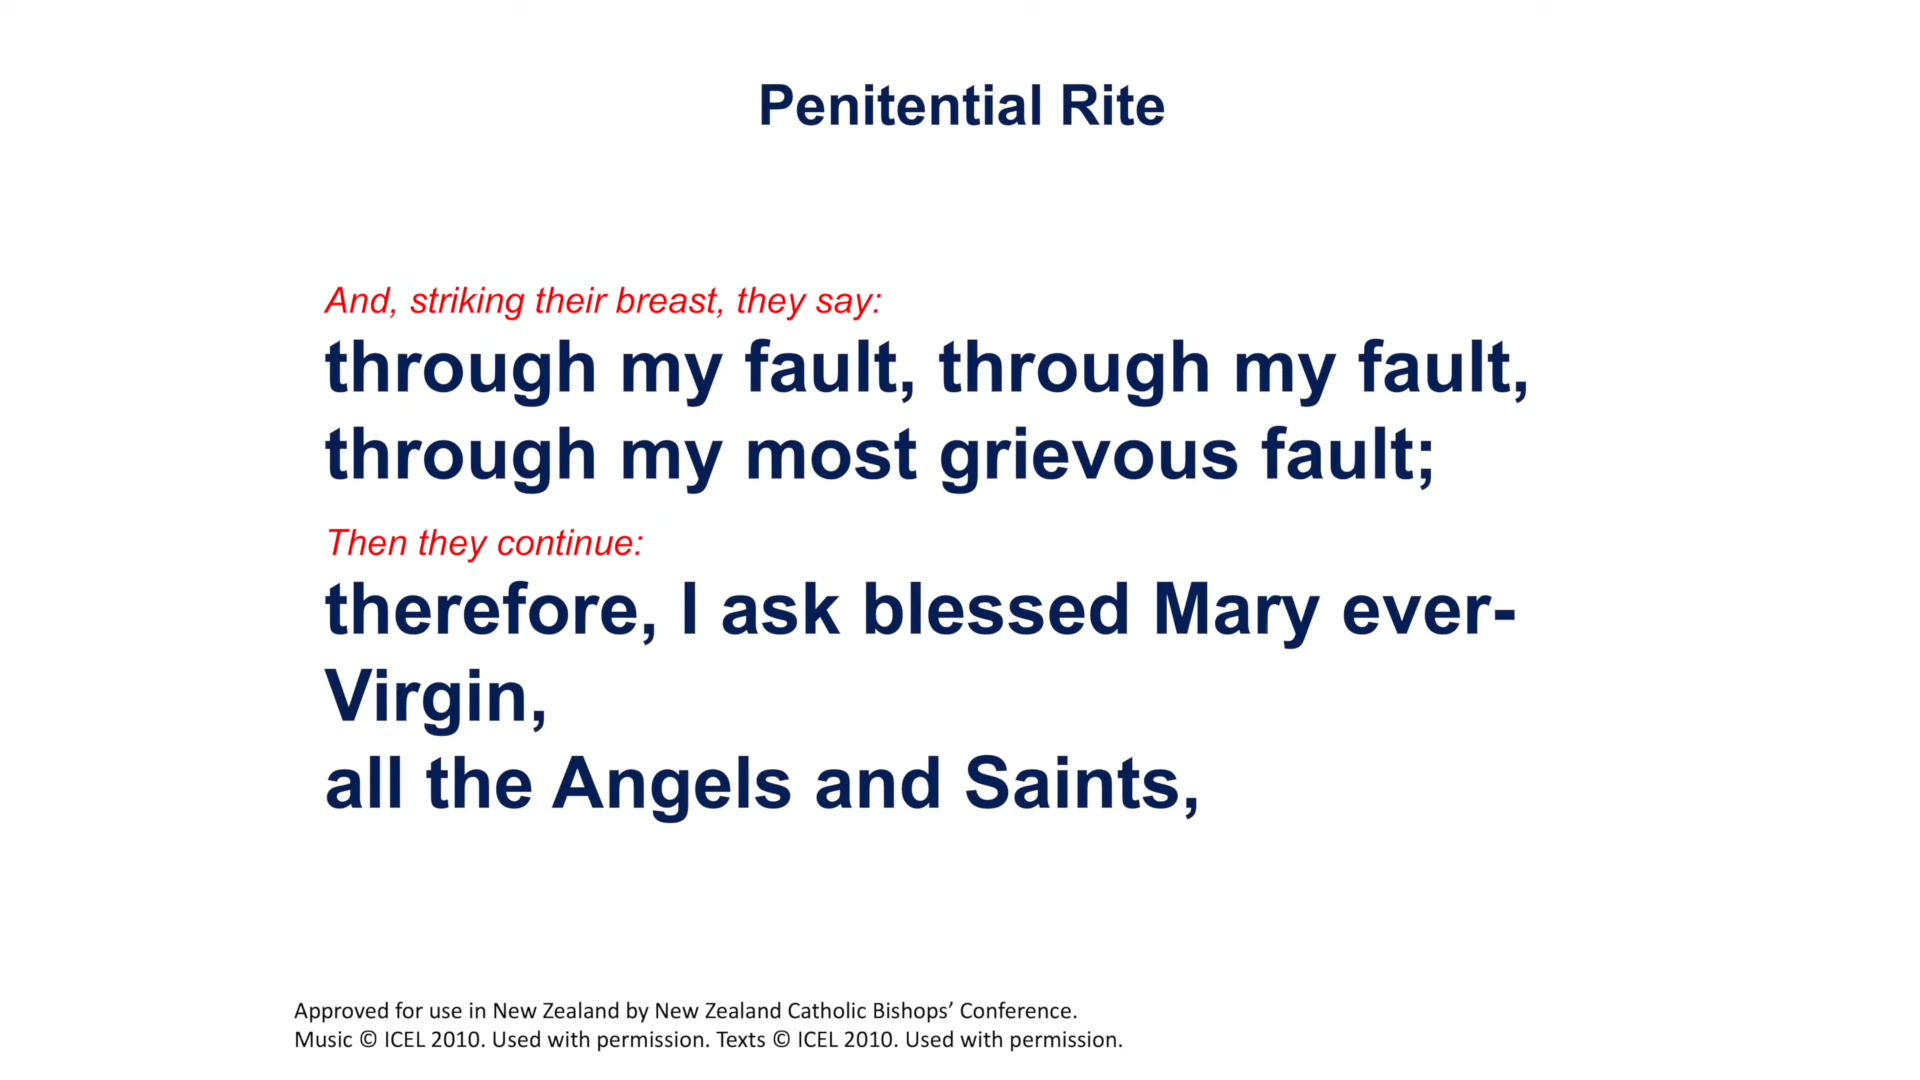 Penitential Rite
And, striking their breast, they say:
through my fault, through my fault,
through my most grievous fault;
Then they continue:
therefore, I ask blessed Mary ever-
Virgin,
all the Angels and Saints,
Approved for use in New Zealand by New Zealand Catholic Bishops’ Conference.
Music © ICEL 2010. Used with permission. Texts © ICEL 2010. Used with permission.